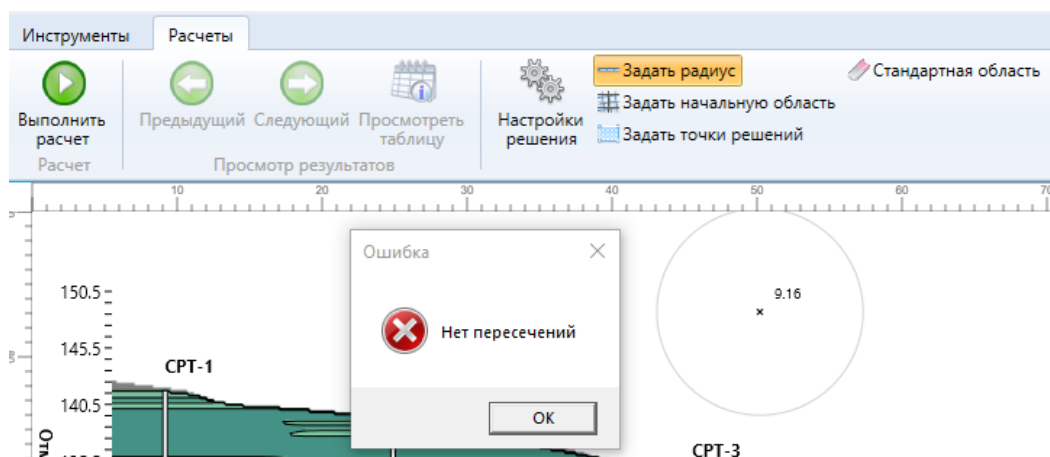 Инструменты
Расчеты
Выполнить
расчет
Предыдущий
Следующий
Просмотреть
таблицу
Настройки
решения
Задать радиус
Задать начальную область
Задать точки решений
Стандартная область
Расчет
Просмотр результатов
10 20 30 40 50 60 70
Ошибка
Нет пересечений
OK
9.16
150.5
145.5
140.5
СРТ-1
СРТ-3